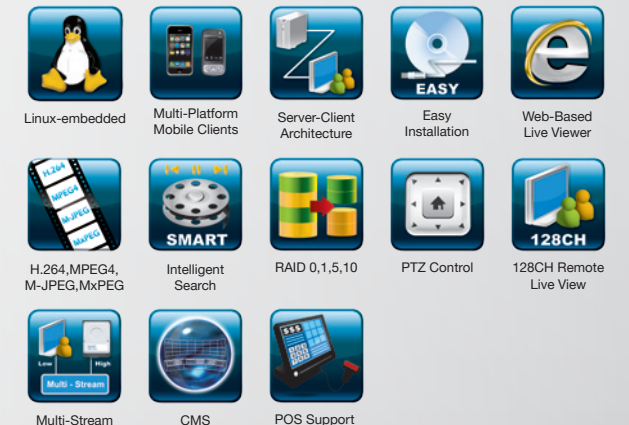 EASY
Linux-embedded
Multi-Platform
Mobile Clients
Server-Client
Architecture
Easy
Installation
Web-Based
Live Viewer
H.264
MPEG4
M-JPEG
MxPEG
SMART
128CH
H.264,MPEG4,
M-JPEG,MxPEG
Intelligent
Search
RAID 0,1,5,10
PTZ Control
128CH Remote
Live View
Low
High
Multi - Stream
$$$
Multi-Stream
CMS
POS Support